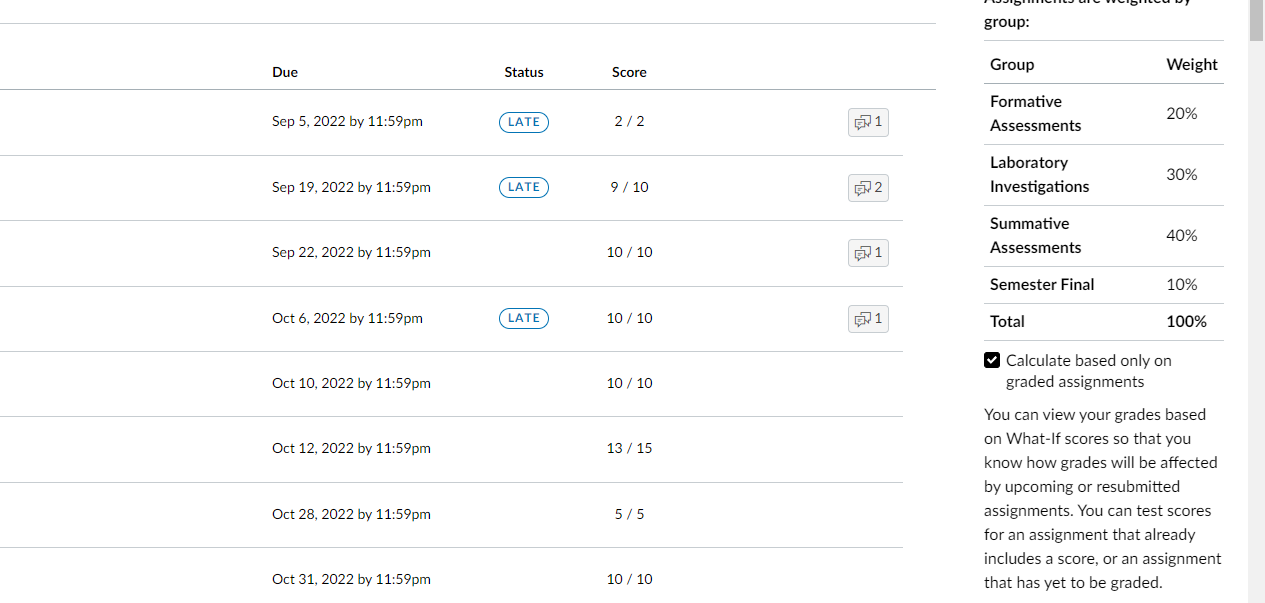 Assignments are weighted by
group:
Due Status Score
Sep 5, 2022 by 11:59pm LATE 2 / 2 1
Sep 19, 2022 by 11:59pm LATE 9 / 10 2
Sep 22, 2022 by 11:59pm 10 / 10 1
Oct 6, 2022 by 11:59pm LATE 10 / 10 1
Oct 10, 2022 by 11:59pm 10 / 10
Oct 12, 2022 by 11:59pm 13 / 15
Oct 28, 2022 by 11:59pm 5 / 5
Oct 31, 2022 by 11:59pm 10 / 10
Group Weight
Formative
Assessments 20%
Laboratory
Investigations 30%
Summative
Assessments 40%
Semester Final 10%
Total 100%
Calculate based only on
graded assignments
You can view your grades based
on What-If scores so that you
know how grades will be affected
by upcoming or resubmitted
assignments. You can test scores
for an assignment that already
includes a score, or an assignment
that has yet to be graded.